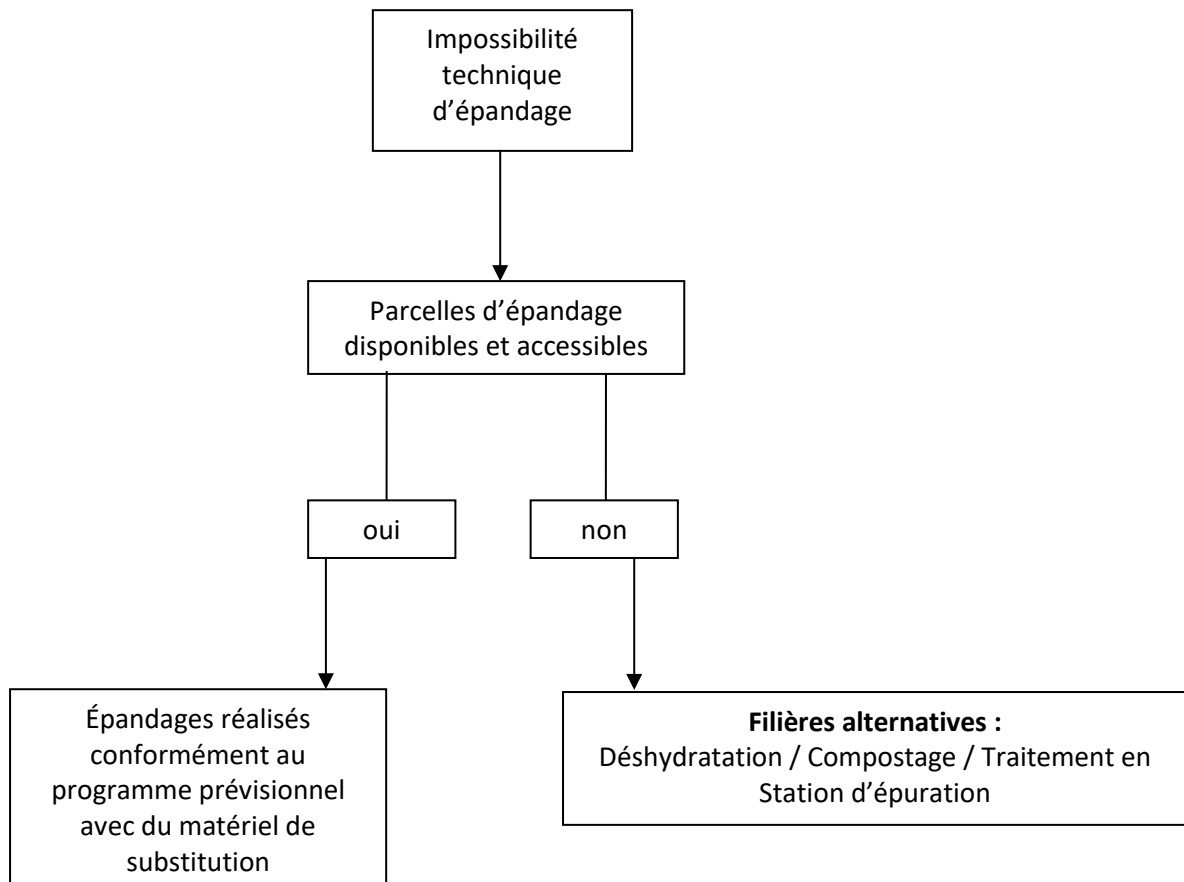 Impossibilité
technique
d’épandage
Parcelles d’épandage
disponibles et accessibles
oui
non
Épandages réalisés
conformément au
programme prévisionnel
avec du matériel de
substitution
Filières alternatives :
Déshydratation / Compostage / Traitement en
Station d’épuration